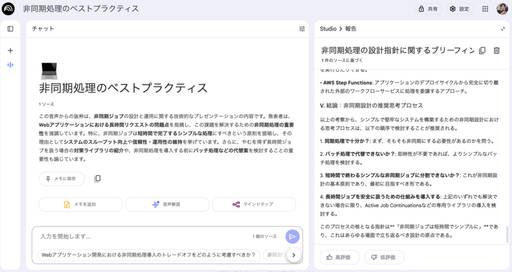 非同期処理のベストプラクティス
共有
設定
チャット
非同期処理のベストプラクティス
1 ソース
この音声からの抜粋は、非同期処理の設計と運用に関する技術的なプレゼンテーションの内容です。発表者は、
Webアプリケーションにおける長時間リクエストの問題点を指摘し、この課題を解決するための非同期処理の重要
性を強調しています。特に、非同期ジョブは短時間で完了するシンプルな処理にすべきという原則を提唱し、その
理由としてシステムのスループット向上や信頼性・運用性の維持を挙げています。さらに、やむを得ず長時間ジョブ
を扱う場合の対策ライブラリの紹介や、非同期処理を導入する前にバッチ処理などの代替案を検討することの重
要性も論じています。
メモに保存
メモを追加
音声解説
マインドマップ
入力を開始します...
1 個のソース
Webアプリケーション開発における非同期処理導入のトレードオフをどのように考慮すべきか?
Studio > 報告
非同期処理の設計指針に関するブリーフィン
1 件のソースに基づく
を実行したりできる。
• AWS Step Functions: アプリケーションのデプロイサイクルから完全に切り離さ
れた外部のワークフローサービスに処理を委譲するアプローチ。
V. 結論：非同期設計の推奨思考プロセス
以上の考察から、シンプルで堅牢なシステムを構築するための非同期設計にお
ける思考プロセスは、以下の順序で検討することが推奨される。
1. 同期処理で十分か?: まず、そもそも非同期にする必要性があるのかを問う。
2. バッチ処理で代替できないか?: 即時性が不要であれば、よりシンプルなバッ
チ処理を検討する。
3. 短時間で終わるシンプルな非同期ジョブに分割できないか?: これが非同期設
計の基本原則であり、最初に目指すべき形である。
4. 長時間ジョブを安全に扱うための仕組みを導入する: 上記のいずれでも解決で
きない場合に限り、Active Job Continuationsなどの専用ライブラリの導入を検
討する。
このプロセスの核となる指針は**「非同期ジョブは短時間でシンプルに」**で
あり、これはあらゆる場面で立ち返るべき設計の原点である。
高評価
低評価